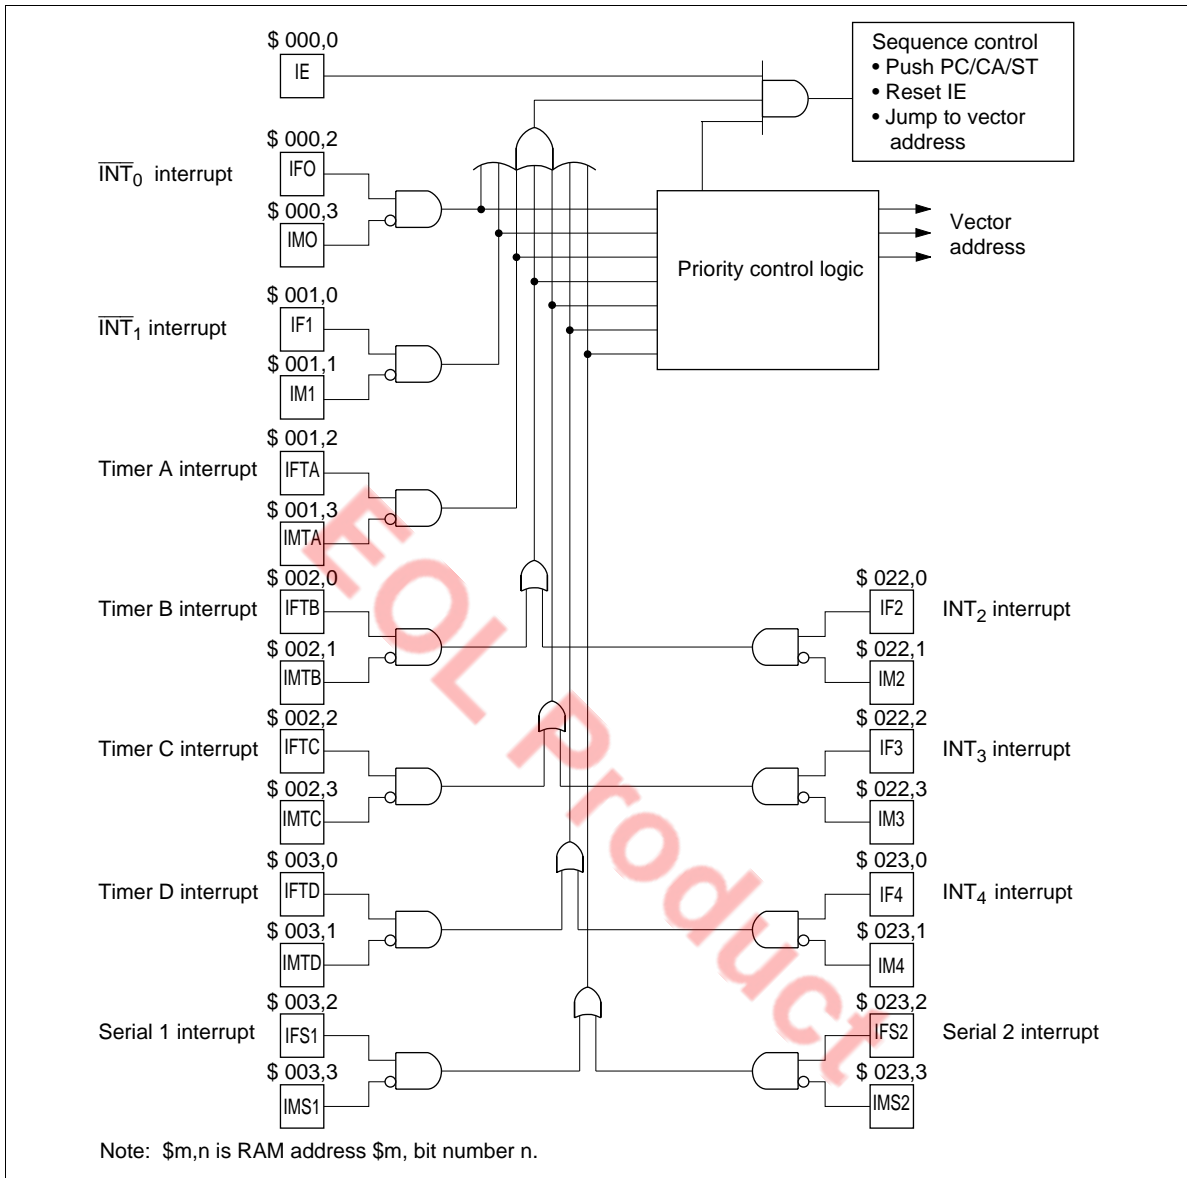 $ 000,0
IE
Sequence control
• Push PC/CA/ST
• Reset IE
• Jump to vector
address
$ 000,2
INT0 interrupt
IFO
$ 000,3
IMO
Vector
address
Priority control logic
$ 001,0
INT1 interrupt
IF1
$ 001,1
IM1
$ 001,2
Timer A interrupt
IFTA
$ 001,3
IMTA
$ 002,0
Timer B interrupt
IFTB
$ 002,1
IMTB
$ 022,0
IF2
INT2 interrupt
$ 022,1
IM2
$ 002,2
Timer C interrupt
IFTC
$ 002,3
IMTC
$ 022,2
IF3
INT3 interrupt
$ 022,3
IM3
$ 003,0
Timer D interrupt
IFTD
$ 003,1
IMTD
$ 023,0
IF4
INT4 interrupt
$ 023,1
IM4
$ 003,2
Serial 1 interrupt
IFS1
$ 003,3
IMS1
$ 023,2
IFS2
Serial 2 interrupt
$ 023,3
IMS2
EOL Product
Note: $m,n is RAM address $m, bit number n.